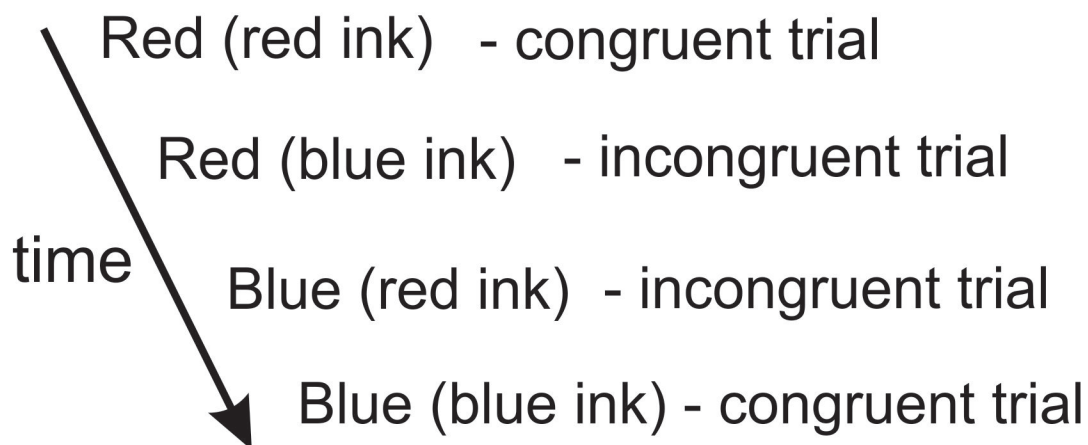 Red (red ink) - congruent trial
Red (blue ink) - incongruent trial
time
Blue (red ink) - incongruent trial
Blue (blue ink) - congruent trial